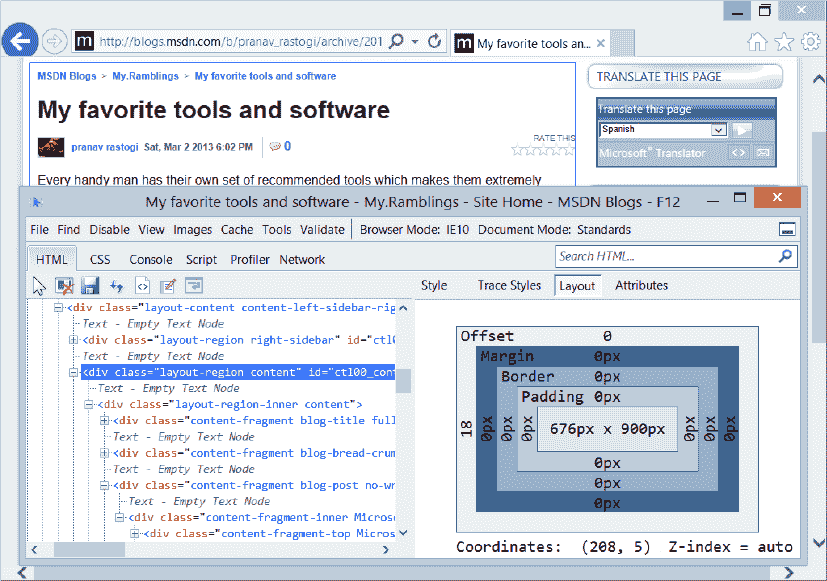 http://blogs.msdn.com/b/pranav_rastogi/archive/201
My favorite tools an...
MSDN Blogs > My.Ramblings > My favorite tools and software
My favorite tools and software
pranav rastogi Sat, Mar 2 2013 6:02 PM 0
RATE THIS
Every handy man has their own set of recommended tools which makes them extremely
TRANSLATE THIS PAGE
Translate this page
Spanish
Microsoft® Translator
My favorite tools and software - My.Ramblings - Site Home - MSDN Blogs - F12
File Find Disable View Images Cache Tools Validate Browser Mode: IE10 Document Mode: Standards
HTML CSS Console Script Profiler Network
Search HTML...
Style Trace Styles Layout Attributes
<div class="layout-content content-left-sidebar-rig
Text - Empty Text Node
<div class="layout-region right-sidebar" id="ctl0
Text - Empty Text Node
<div class="layout-region content" id="ctl00_cont
Text - Empty Text Node
<div class="layout-region-inner content">
<div class="content-fragment blog-title full
Text - Empty Text Node
<div class="content-fragment blog-bread-crum
Text - Empty Text Node
<div class="content-fragment blog-post no-wr
Text - Empty Text Node
<div class="content-fragment-inner Micros
<div class="content-fragment-top Micros
Offset 0
Margin 0px
Border 0px
Padding 0px
18 0px 0px 0px 676px x 900px 0px 0px 0px
0px
0px
0px
Coordinates: (208, 5) Z-index = auto